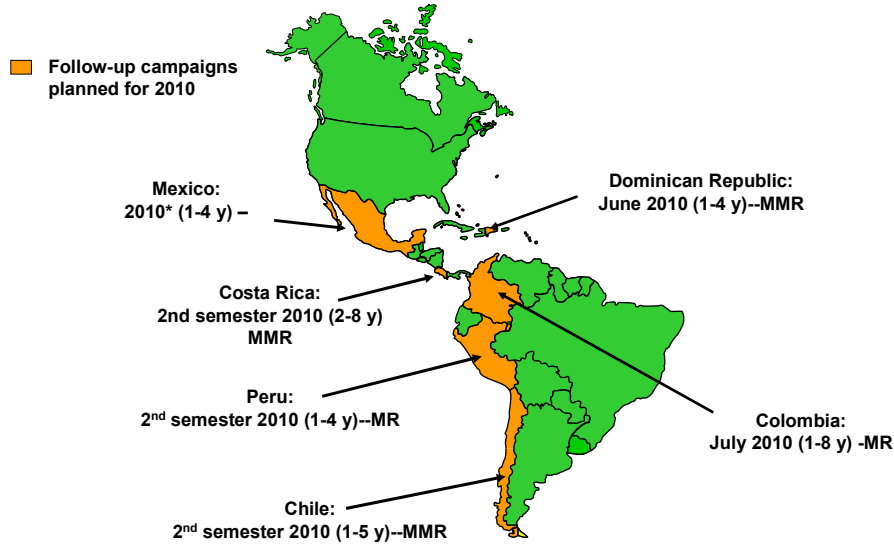 Follow-up campaigns
planned for 2010
Mexico:
2010* (1-4 y) –
Dominican Republic:
June 2010 (1-4 y)--MMR
Costa Rica:
2nd semester 2010 (2-8 y)
MMR
Peru:
2nd semester 2010 (1-4 y)--MR
Colombia:
July 2010 (1-8 y) -MR
Chile:
2nd semester 2010 (1-5 y)--MMR